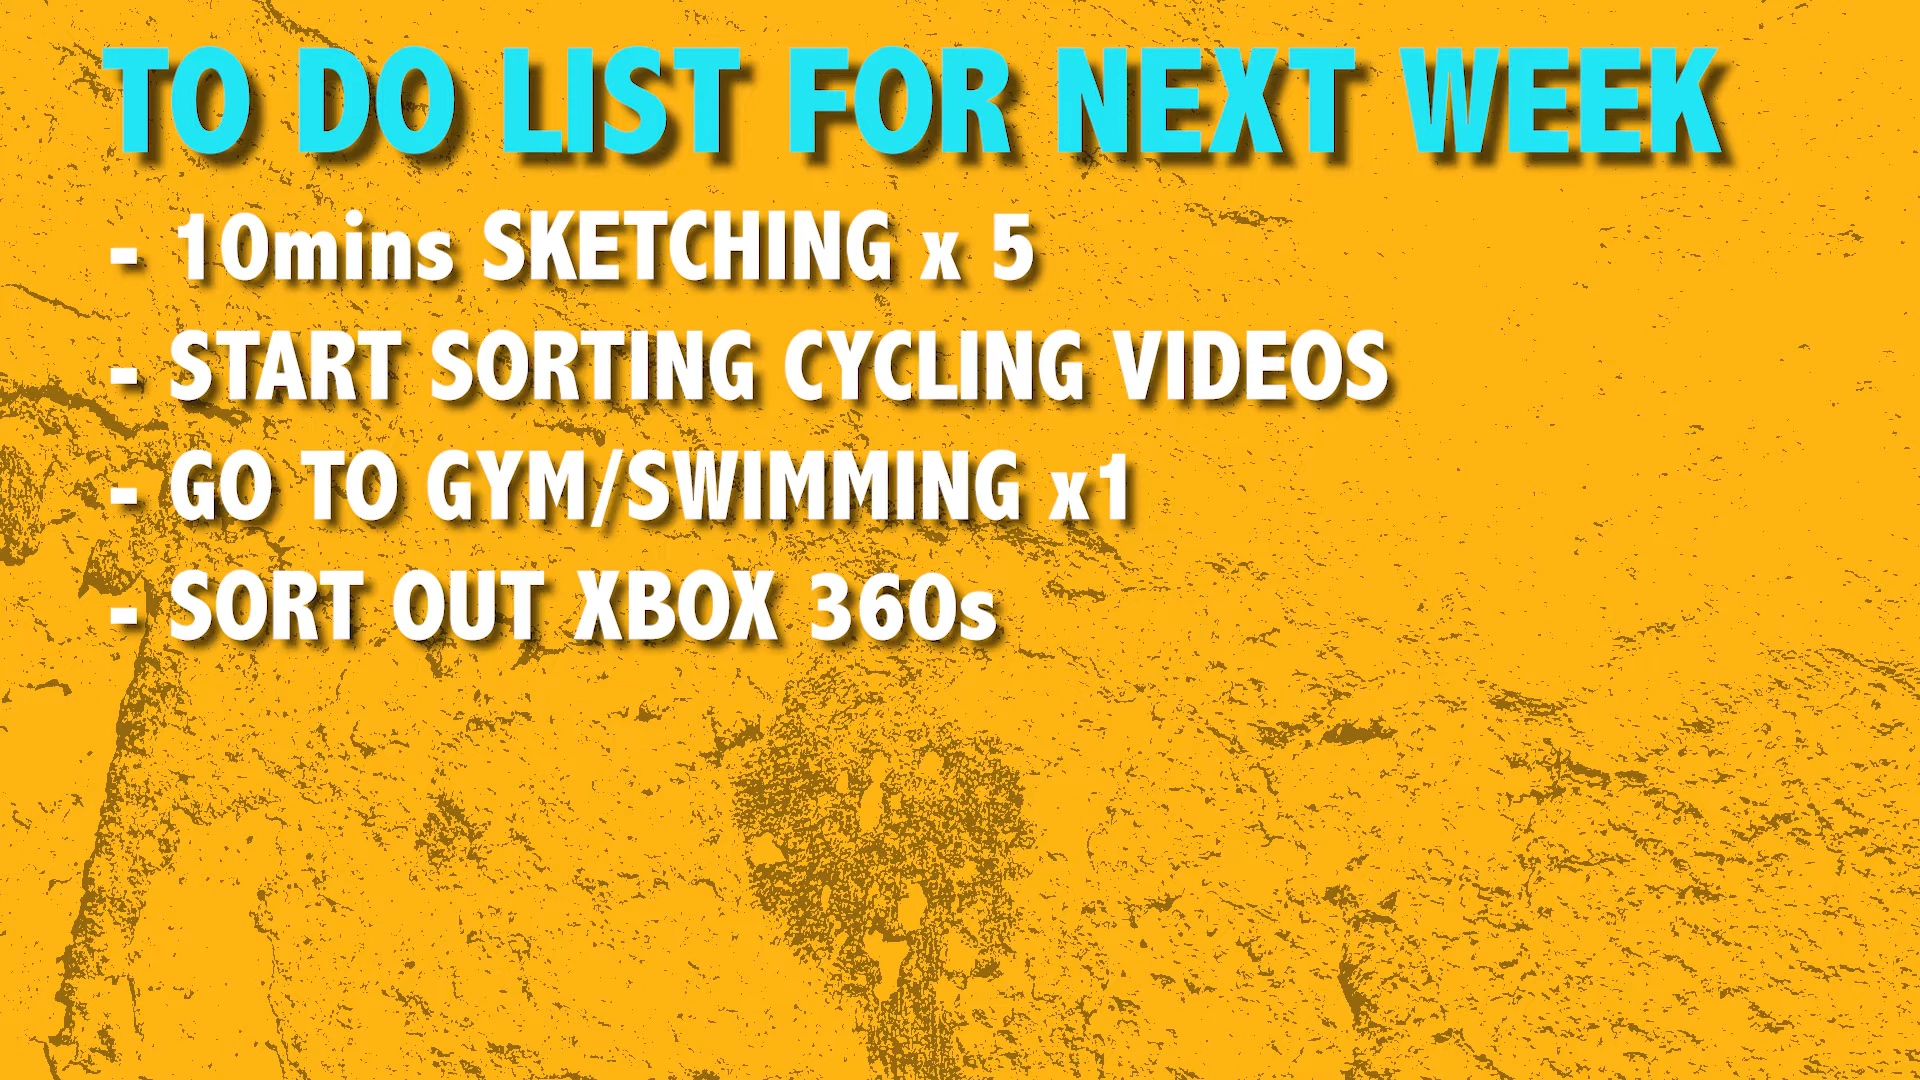 TO DO LIST FOR NEXT WEEK
- 10mins SKETCHING x 5
- START SORTING CYCLING VIDEOS
- GO TO GYM/SWIMMING x1
- SORT OUT XBOX 360s